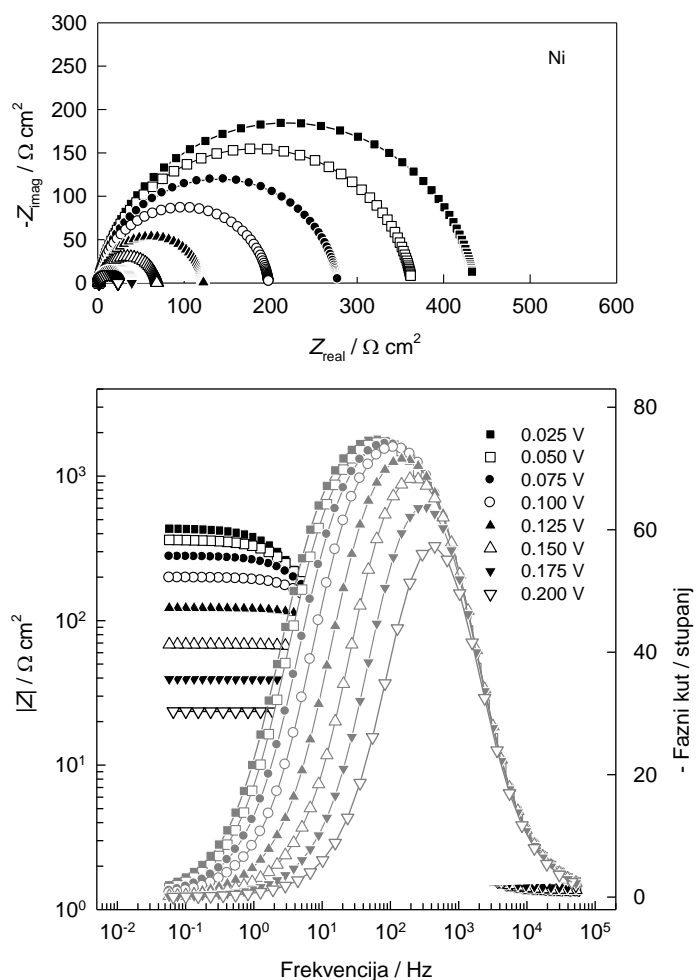 300
250
200
150
100
50
0
-Z_imag / Ω cm²
Ni
0 100 200 300 400 500 600
Z_real / Ω cm²
10³
10²
10¹
10⁰
|Z| / Ω cm²
0.025 V
0.050 V
0.075 V
0.100 V
0.125 V
0.150 V
0.175 V
0.200 V
80
60
40
20
0
- Fazni kut / stupanj
10⁻² 10⁻¹ 10⁰ 10¹ 10² 10³ 10⁴ 10⁵
Frekvencija / Hz